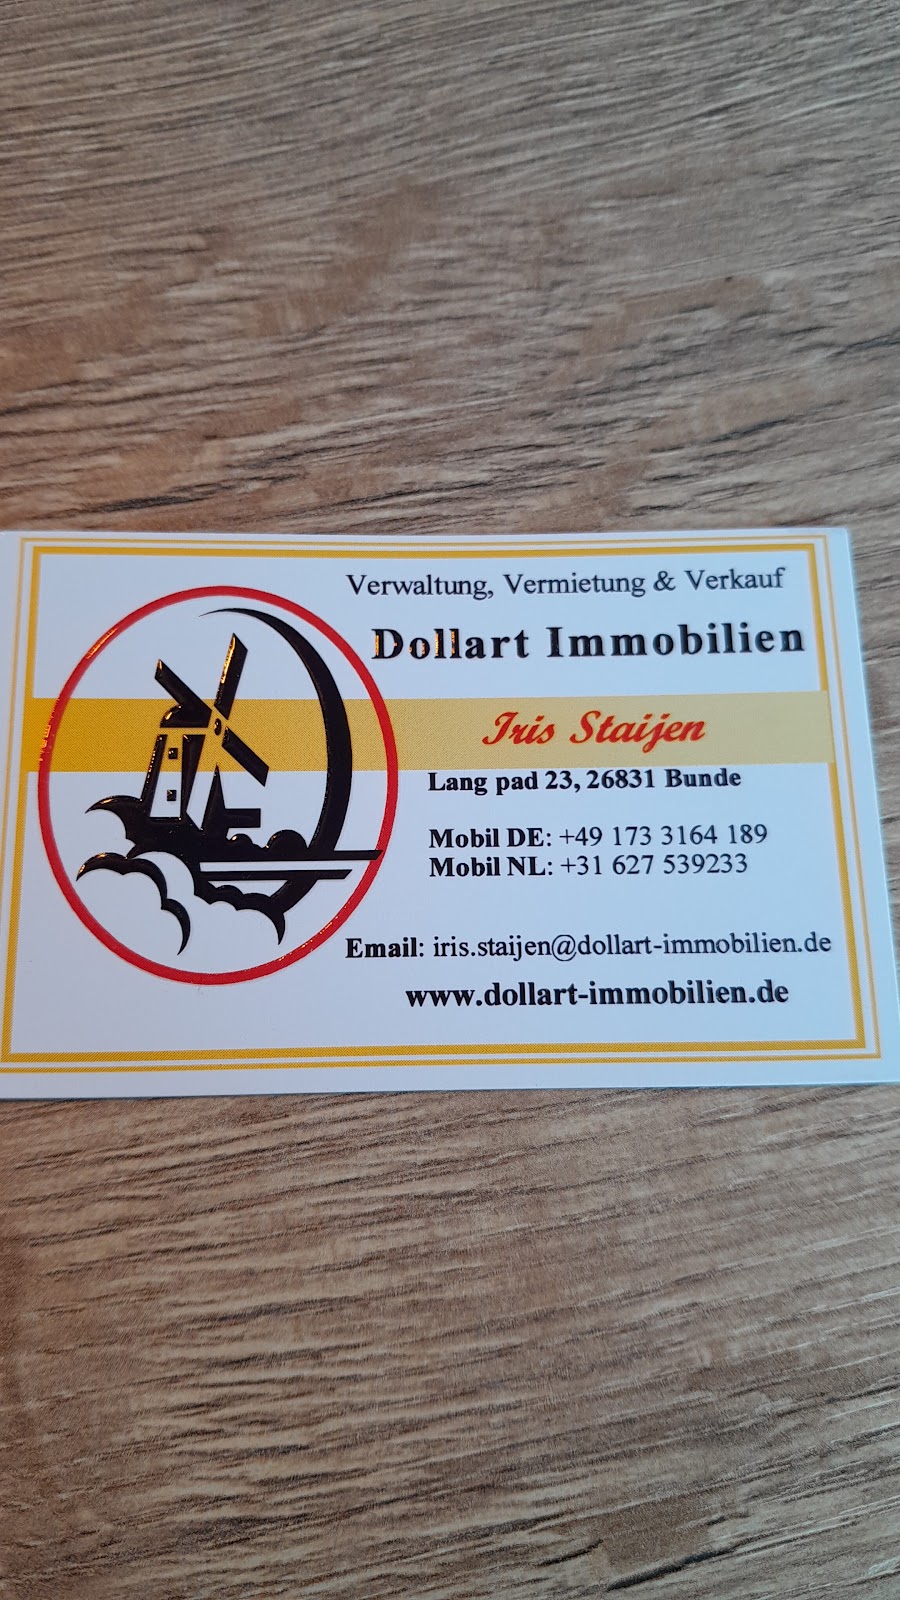 Verwaltung, Vermietung & Verkauf
Dollart Immobilien
Iris Staijen
Lang pad 23, 26831 Bunde
Mobil DE: +49 173 3164 189
Mobil NL: +31 627 539233
Email: iris.staijen@dollart-immobilien.de
www.dollart-immobilien.de